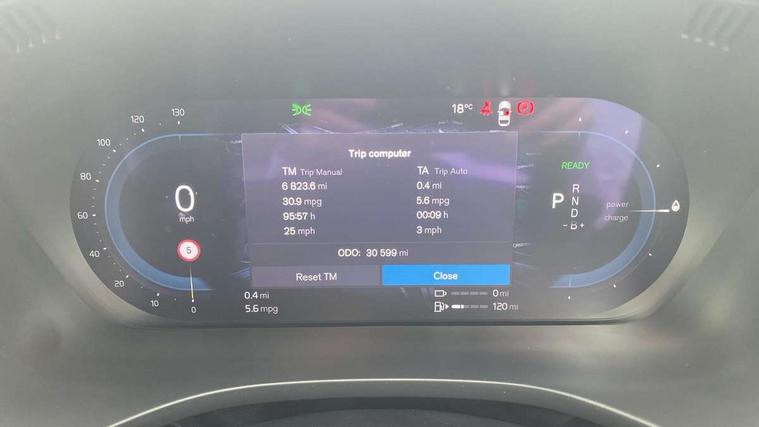 130
120
100
80
60
40
20
10
0
18°C
0
mph
5
Trip computer
TM Trip Manual
TA Trip Auto
6 823.6 mi
0.4 mi
30.9 mpg
5.6 mpg
95:57 h
00:09 h
25 mph
3 mph
ODO: 30 599 mi
Reset TM
Close
READY
P
R
N
D
- B +
power
charge
0.4 mi
5.6 mpg
0 mi
120 mi